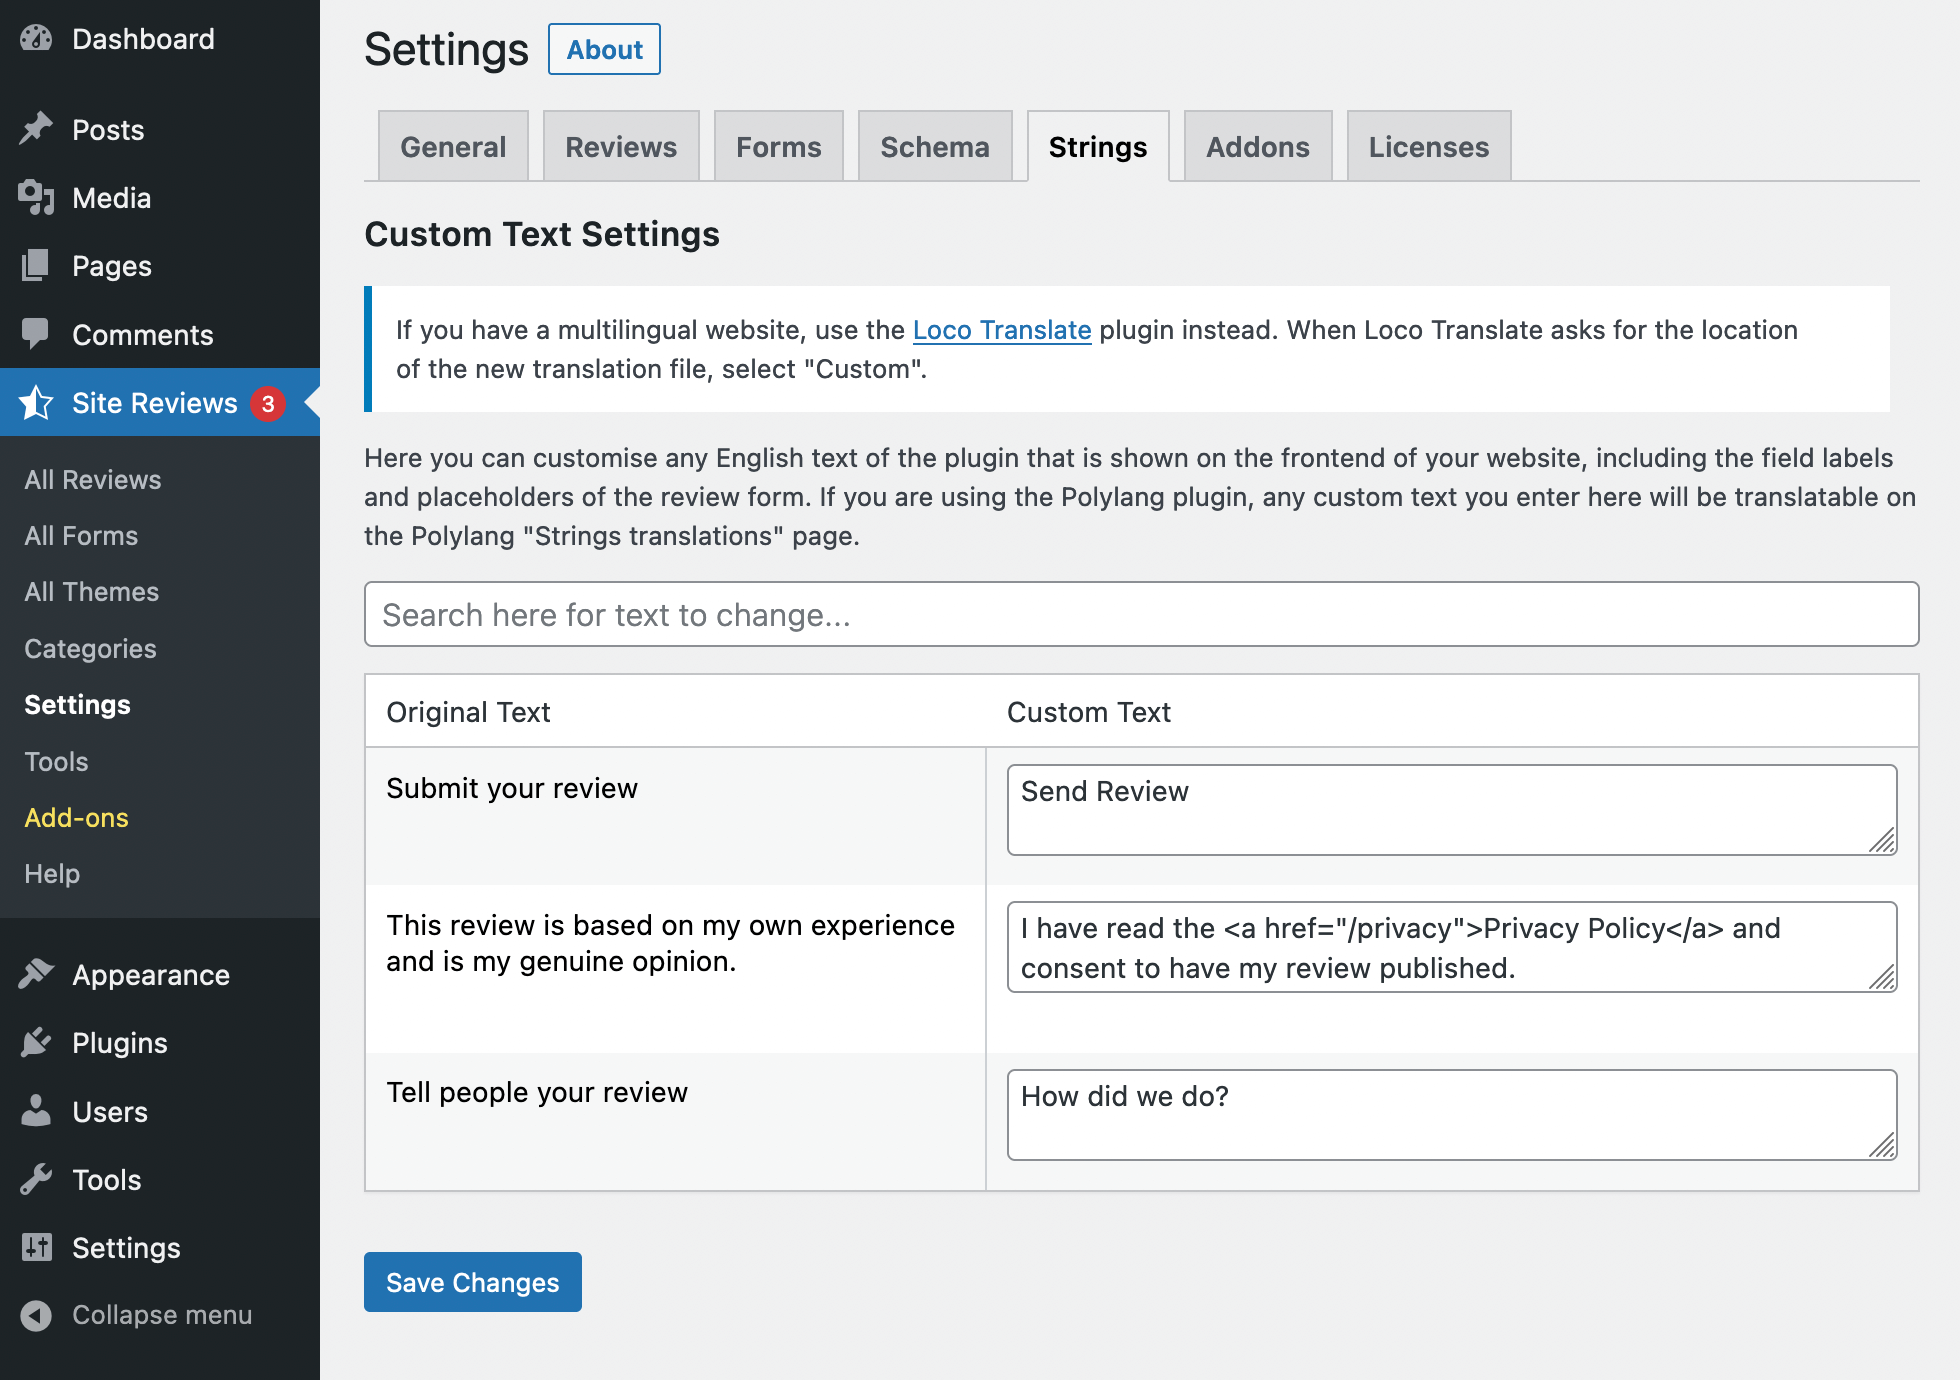 Dashboard
Posts
Media
Pages
Comments
Site Reviews 3
All Reviews
All Forms
All Themes
Categories
Settings
Tools
Add-ons
Help
Appearance
Plugins
Users
Tools
Settings
Collapse menu
Settings About
General Reviews Forms Schema Strings Addons Licenses
Custom Text Settings
If you have a multilingual website, use the Loco Translate plugin instead. When Loco Translate asks for the location
of the new translation file, select "Custom".
Here you can customise any English text of the plugin that is shown on the frontend of your website, including the field labels
and placeholders of the review form. If you are using the Polylang plugin, any custom text you enter here will be translatable on
the Polylang "Strings translations" page.
Search here for text to change...
Original Text Custom Text
Submit your review
Send Review
This review is based on my own experience
and is my genuine opinion.
I have read the <a href="/privacy">Privacy Policy</a> and
consent to have my review published.
Tell people your review
How did we do?
Save Changes